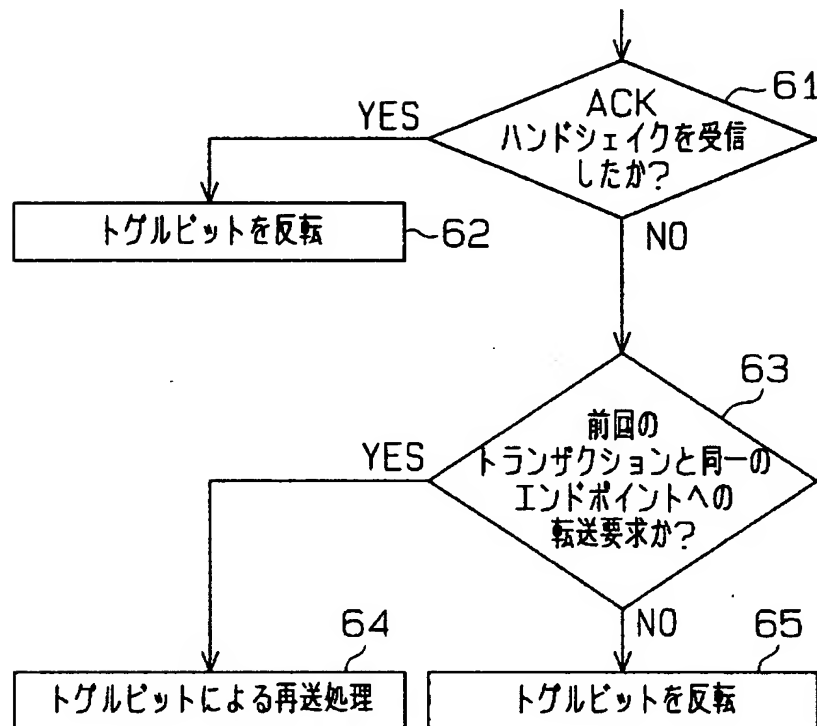 ACK
ハンドシェイクを受信
したか?
61
YES
トグルビットを反転
62
NO
63
前回の
トランザクションと同一の
エンドポイントへの
転送要求か?
YES
NO
64
トグルビットによる再送処理
65
トグルビットを反転